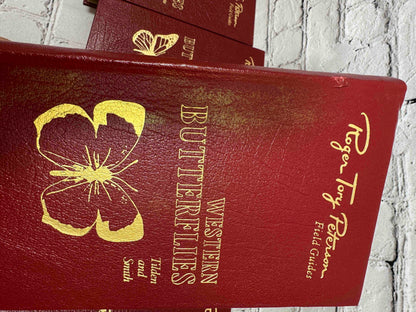 Roger Tory Peterson
Field Guides
WESTERN
BUTTERFLIES
Tilden
and
Smith